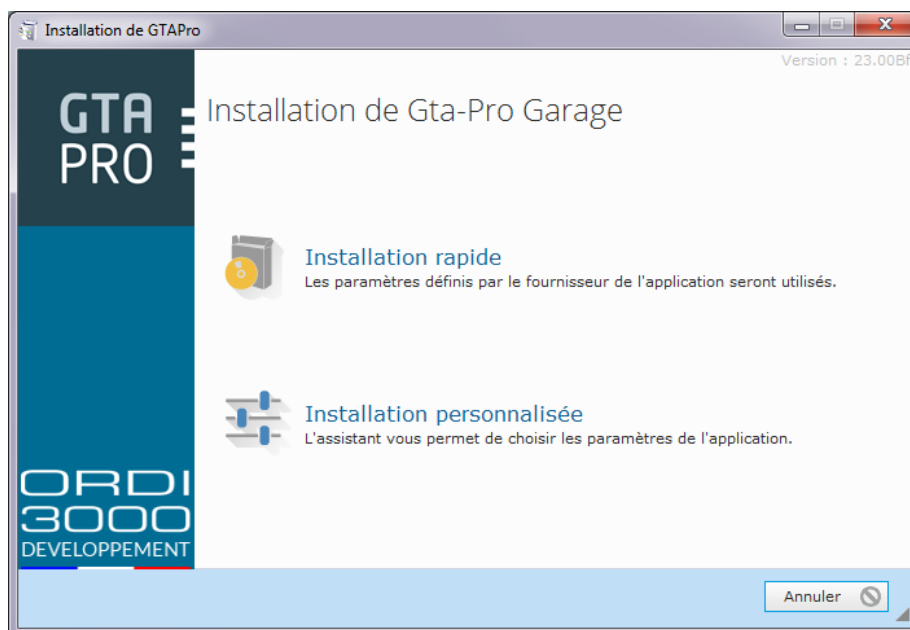 Installation de GTAPro
Version : 23.00Bf
GTA
PRO
Installation de Gta-Pro Garage
Installation rapide
Les paramètres définis par le fournisseur de l'application seront utilisés.
Installation personnalisée
L'assistant vous permet de choisir les paramètres de l'application.
ORDI
3000
DEVELOPPEMENT
Annuler